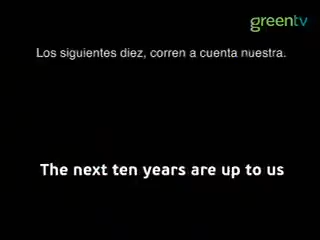 greentv
Los siguientes diez, corren a cuenta nuestra.
The next ten years are up to us